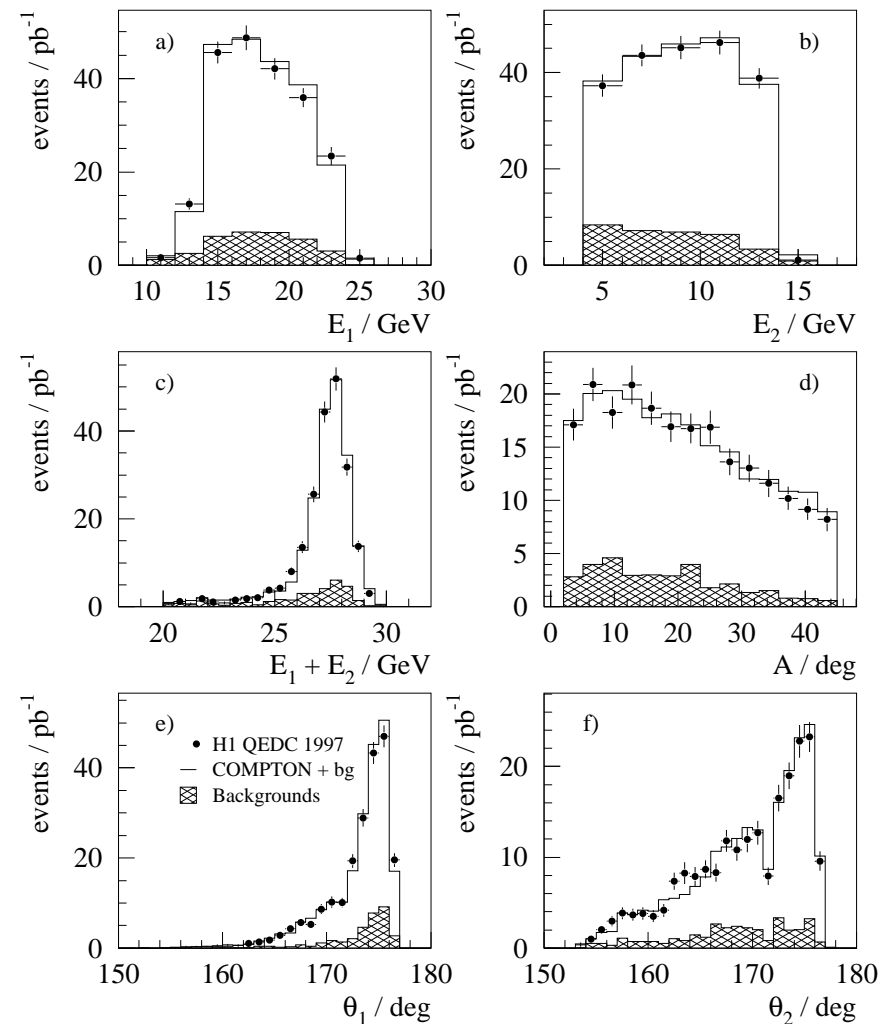 a)
events / pb⁻¹
0
20
40
10
15
20
25
30
E₁ / GeV
b)
events / pb⁻¹
0
20
40
5
10
15
E₂ / GeV
c)
events / pb⁻¹
0
20
40
20
25
30
E₁ + E₂ / GeV
d)
events / pb⁻¹
0
5
10
15
20
0
10
20
30
40
A / deg
e)
H1 QEDC 1997
COMPTON + bg
Backgrounds
events / pb⁻¹
0
20
40
150
160
170
180
θ₁ / deg
f)
events / pb⁻¹
0
10
20
150
160
170
180
θ₂ / deg